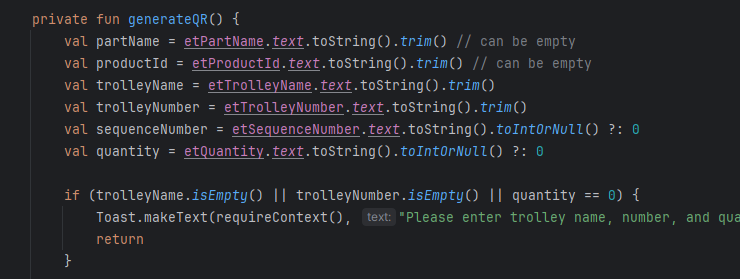 private fun generateQR() {
val partName = etPartName.text.toString().trim() // can be empty
val productId = etProductId.text.toString().trim() // can be empty
val trolleyName = etTrolleyName.text.toString().trim()
val trolleyNumber = etTrolleyNumber.text.toString().trim()
val sequenceNumber = etSequenceNumber.text.toString().toIntOrNull() ?: 0
val quantity = etQuantity.text.toString().toIntOrNull() ?: 0
if (trolleyName.isEmpty() || trolleyNumber.isEmpty() || quantity == 0) {
Toast.makeText(requireContext(), text: "Please enter trolley name, number, and qua
return
}